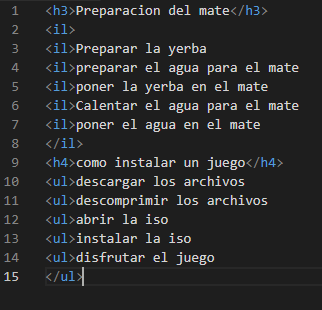 1 <h3>Preparacion del mate</h3>
2 <il>
3 <il>Preparar la yerba
4 <il>preparar el agua para el mate
5 <il>poner la yerba en el mate
6 <il>Calentar el agua para el mate
7 <il>poner el agua en el mate
8 </il>
9 <h4>como instalar un juego</h4>
10 <ul>descargar los archivos
11 <ul>descomprimir los archivos
12 <ul>abrir la iso
13 <ul>instalar la iso
14 <ul>disfrutar el juego
15 </ul>